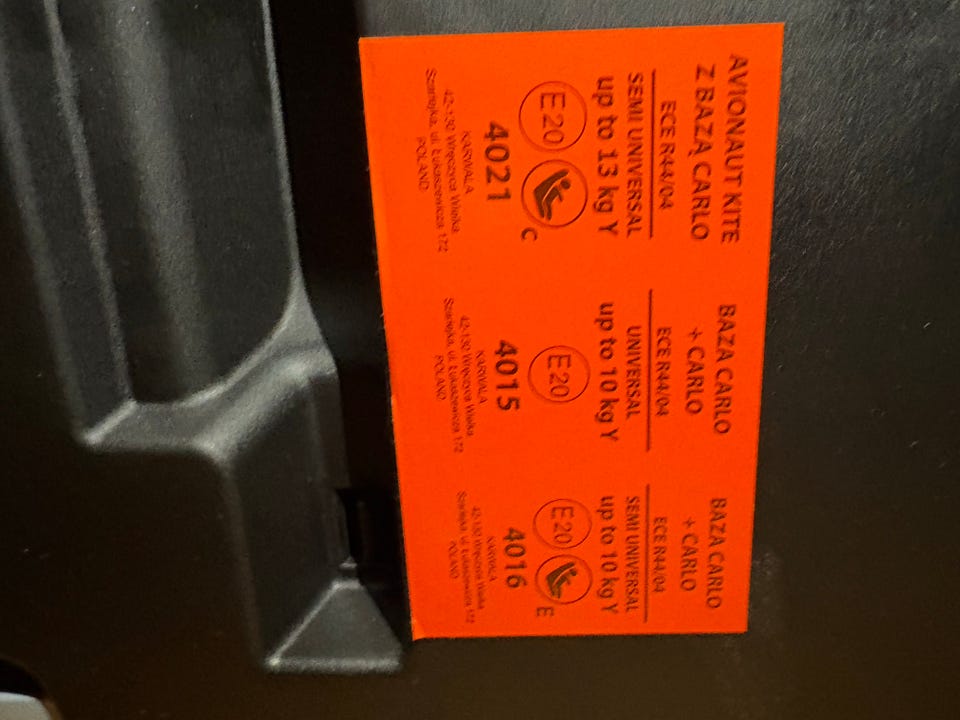 AVIONAUT KITE
Z BAZĄ CARLO
ECE R44/04
SEMI UNIVERSAL
up to 13 kg Y
E20
C
4021
KARWALA
42-130 Wręczyca Wielka
Szarlejka, ul. Łukaszewicza 172
POLAND
BAZA CARLO
+ CARLO
ECE R44/04
UNIVERSAL
up to 10 kg Y
E20
4015
KARWALA
42-130 Wręczyca Wielka
Szarlejka, ul. Łukaszewicza 172
POLAND
BAZA CARLO
+ CARLO
ECE R44/04
SEMI UNIVERSAL
up to 10 kg Y
E20
E
4016
KARWALA
42-130 Wręczyca Wielka
Szarlejka, ul. Łukaszewicza 172
POLAND